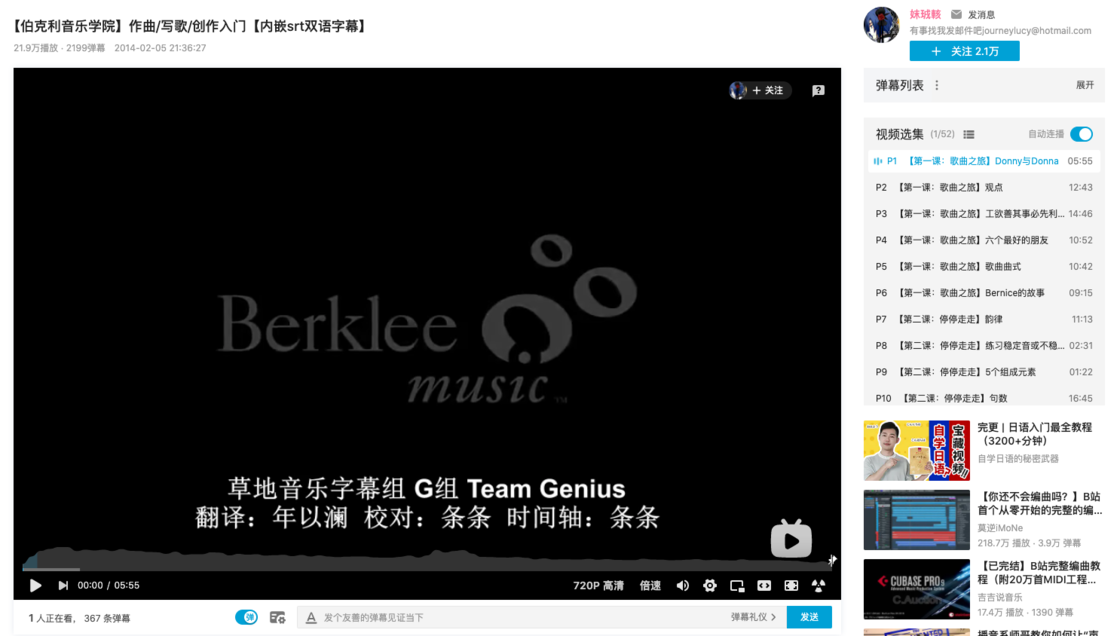 【伯克利音乐学院】作曲/写歌/创作入门【内嵌srt双语字幕】
21.9万播放 · 2199弹幕 2014-02-05 21:36:27
+ 关注
Berklee
music
TM
草地音乐字幕组 G组 Team Genius
翻译：年以澜 校对：条条 时间轴：条条
00:00 / 05:55
720P 高清
倍速
1人正在看， 367 条弹幕
弹
A 发个友善的弹幕见证当下
弹幕礼仪 >
发送
发消息
有事找我发邮件吧journeylucy@hotmail.com
+ 关注 2.1万
弹幕列表
展开
视频选集 (1/52)
自动连播
P1 【第一课：歌曲之旅】Donny与Donna 05:55
P2 【第一课：歌曲之旅】观点 12:43
P3 【第一课：歌曲之旅】工欲善其事必先利... 14:46
P4 【第一课：歌曲之旅】六个最好的朋友 10:52
P5 【第一课：歌曲之旅】歌曲曲式 10:42
P6 【第一课：歌曲之旅】Bernice的故事 09:15
P7 【第二课：停停走走】韵律 11:13
P8 【第二课：停停走走】练习稳定音或不稳... 02:31
P9 【第二课：停停走走】5个组成元素 01:22
P10 【第二课：停停走走】句数 16:45
自学日语
宝藏视频
完更 | 日语入门最全教程
（3200+分钟）
自学日语的秘密武器
【你还不会编曲吗？】B站
首个从零开始的完整的编...
莫逆iMoNe
218.7万 播放 · 3.9万 弹幕
CUBASE PRO
【已完结】B站完整编曲教
程（附20万首MIDI工程...
吉吉说音乐
17.4万 播放 · 1390 弹幕
播音系师哥教你如何让“声